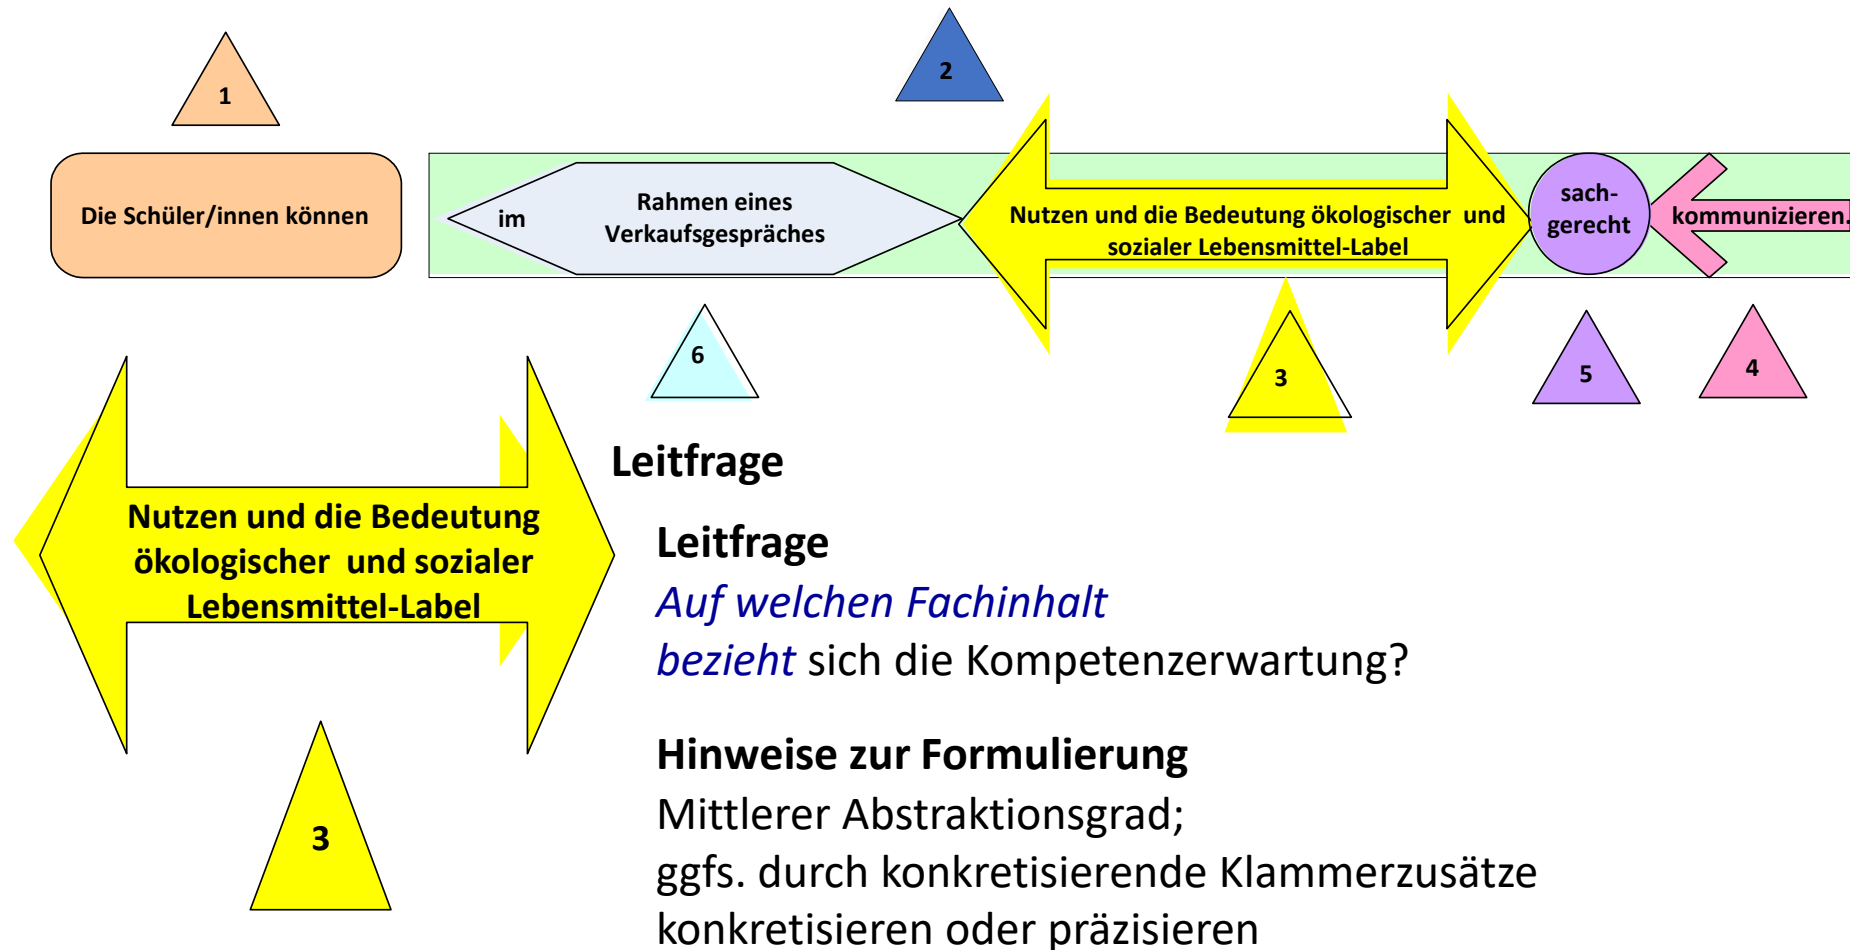 1
2
Die Schüler/innen können
im
Rahmen eines
Verkaufsgespräches
Nutzen und die Bedeutung ökologischer und
sozialer Lebensmittel-Label
sach-
gerecht
kommunizieren.
6
3
5
4
Nutzen und die Bedeutung
ökologischer und sozialer
Lebensmittel-Label
3
Leitfrage
Leitfrage
Auf welchen Fachinhalt
bezieht sich die Kompetenzerwartung?
Hinweise zur Formulierung
Mittlerer Abstraktionsgrad;
ggfs. durch konkretisierende Klammerzusätze
konkretisieren oder präzisieren